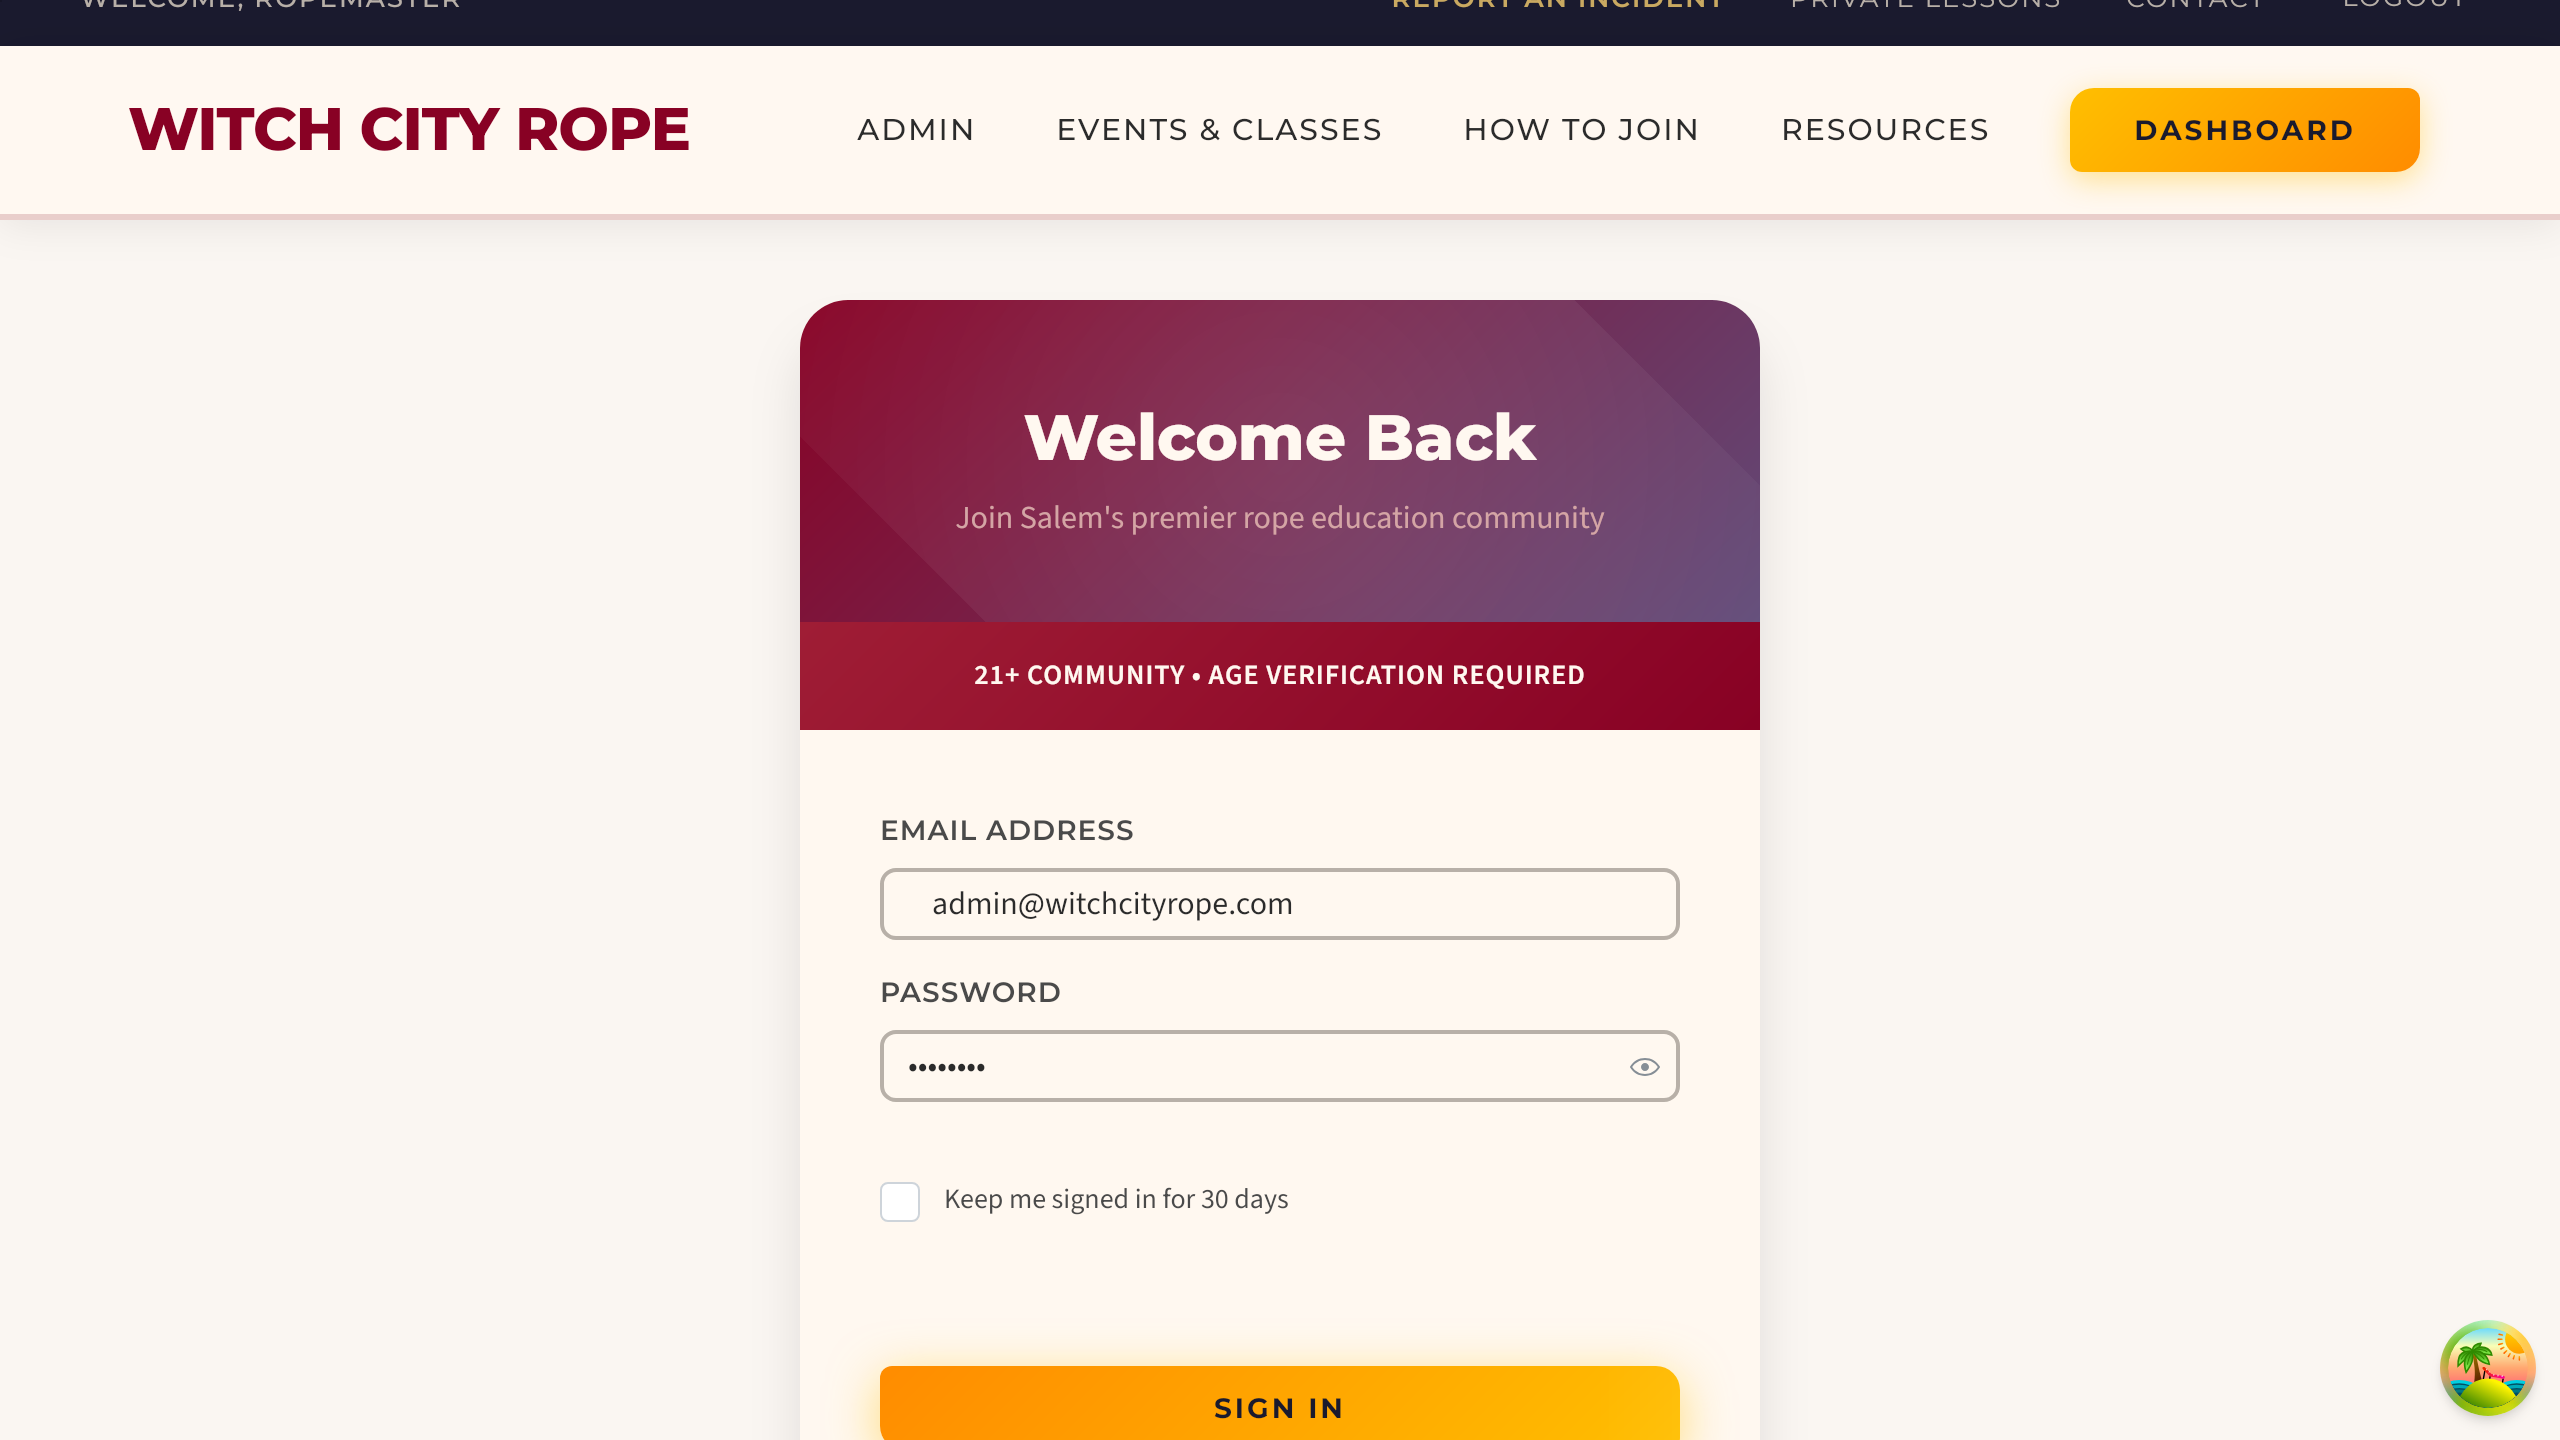 WELCOME, ROPEMASTER
REPORT AN INCIDENT
PRIVATE LESSONS
CONTACT
LOGOUT
WITCH CITY ROPE
ADMIN
EVENTS & CLASSES
HOW TO JOIN
RESOURCES
DASHBOARD
Welcome Back
Join Salem's premier rope education community
21+ COMMUNITY • AGE VERIFICATION REQUIRED
EMAIL ADDRESS
admin@witchcityrope.com
PASSWORD
••••••••
Keep me signed in for 30 days
SIGN IN